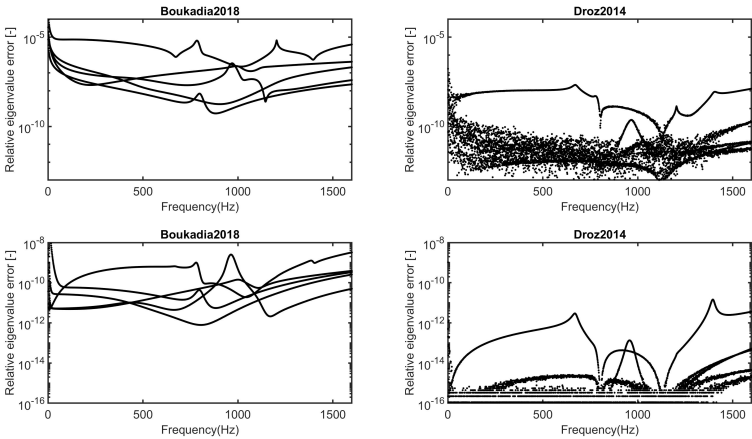 Boukadia2018
Relative eigenvalue error [-]
10-5
10-10
0 500 1000 1500
Frequency(Hz)
Droz2014
Relative eigenvalue error [-]
10-5
10-10
0 500 1000 1500
Frequency(Hz)
Boukadia2018
Relative eigenvalue error [-]
10-8
10-10
10-12
10-14
10-16
0 500 1000 1500
Frequency(Hz)
Droz2014
Relative eigenvalue error [-]
10-8
10-10
10-12
10-14
10-16
0 500 1000 1500
Frequency(Hz)